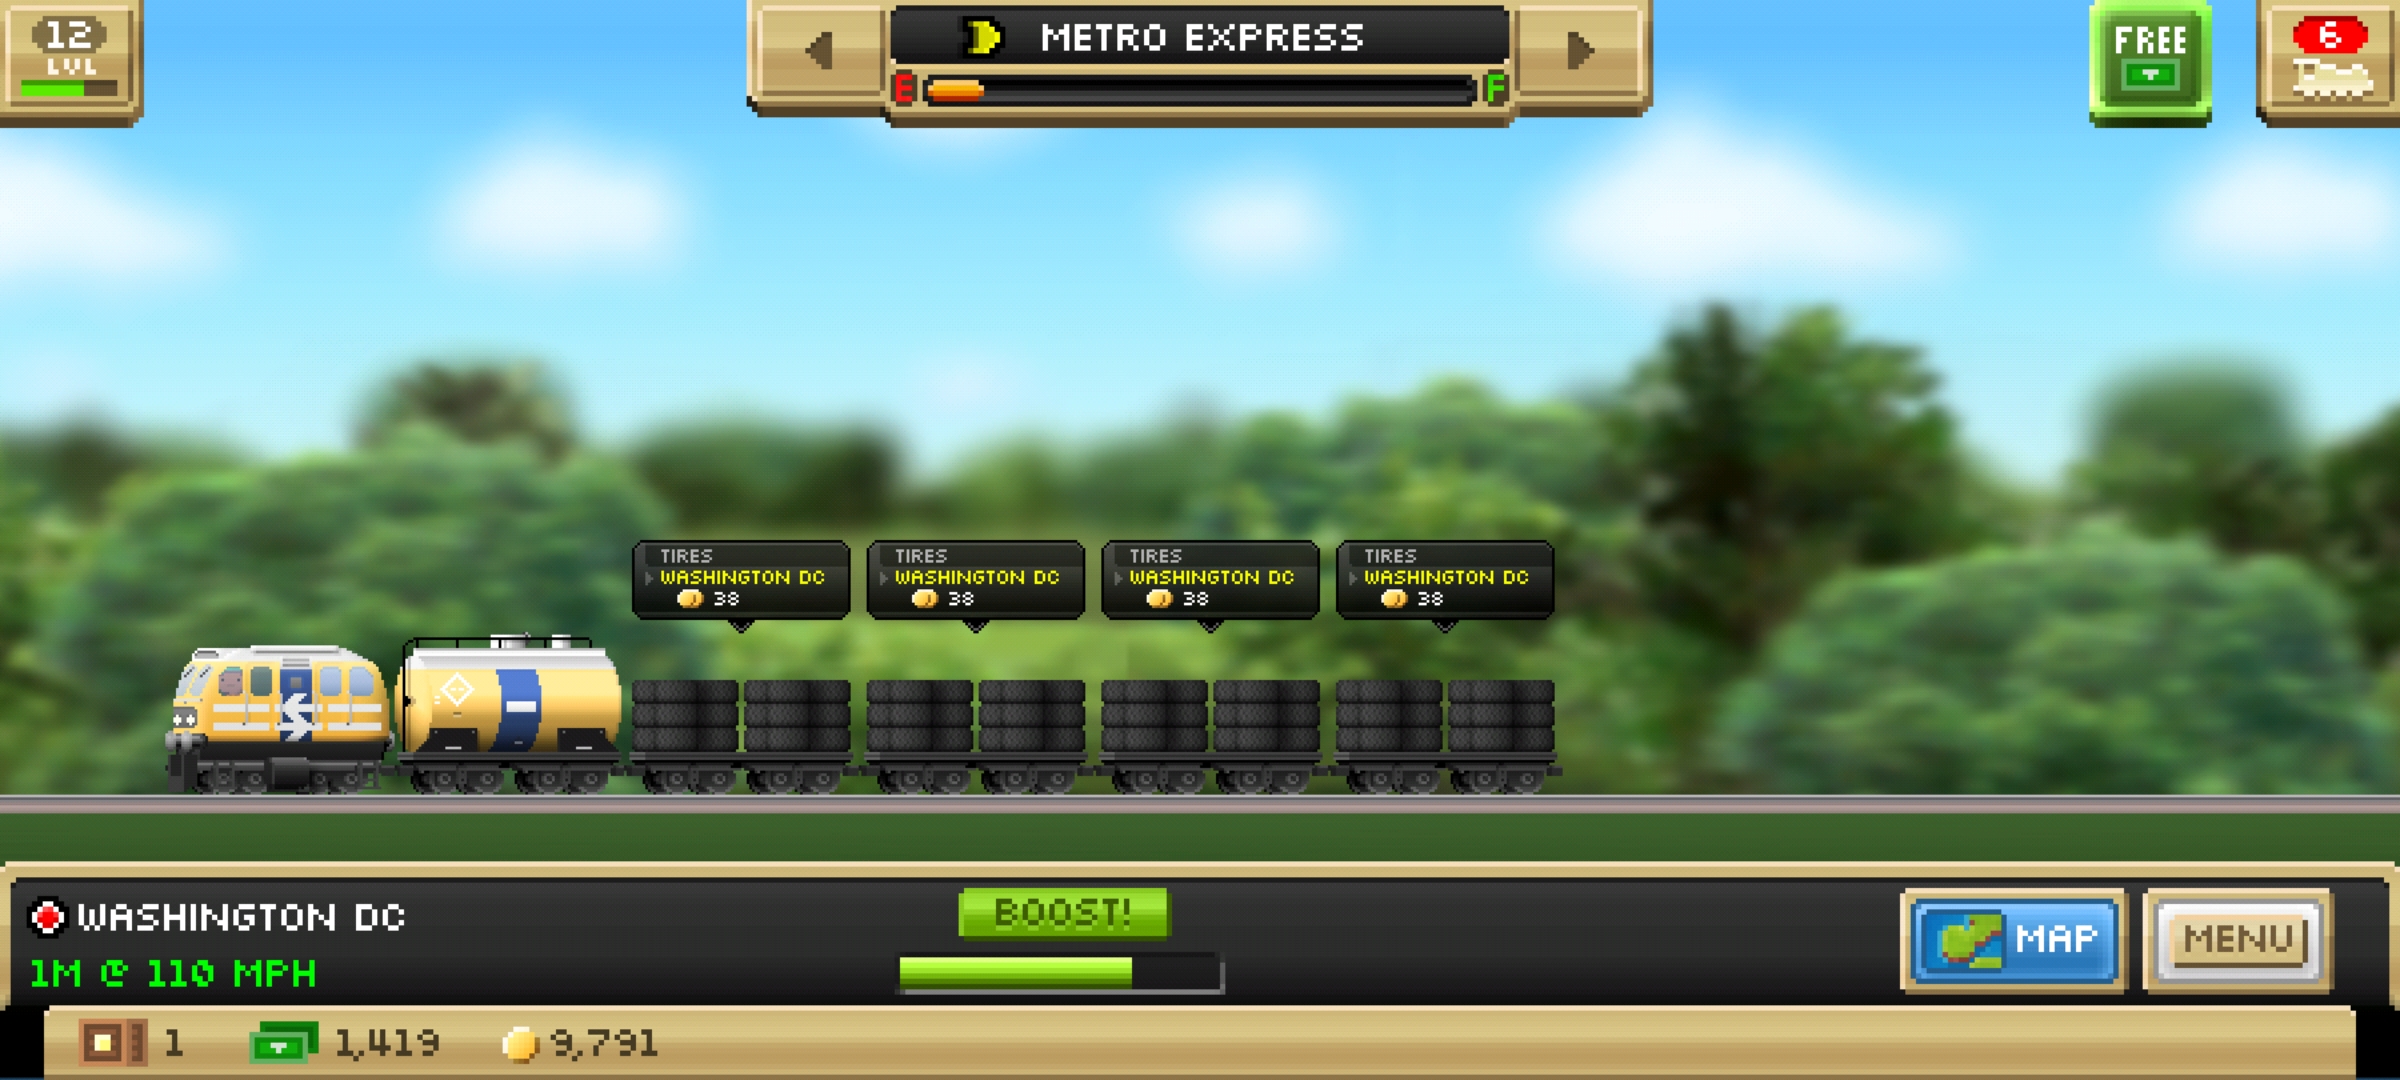 12
LVL
METRO EXPRESS
E F
FREE
6
TIRES
WASHINGTON DC
38
TIRES
WASHINGTON DC
38
TIRES
WASHINGTON DC
38
TIRES
WASHINGTON DC
38
WASHINGTON DC
1M @ 110 MPH
BOOST!
MAP
MENU
1
1,419
9,791